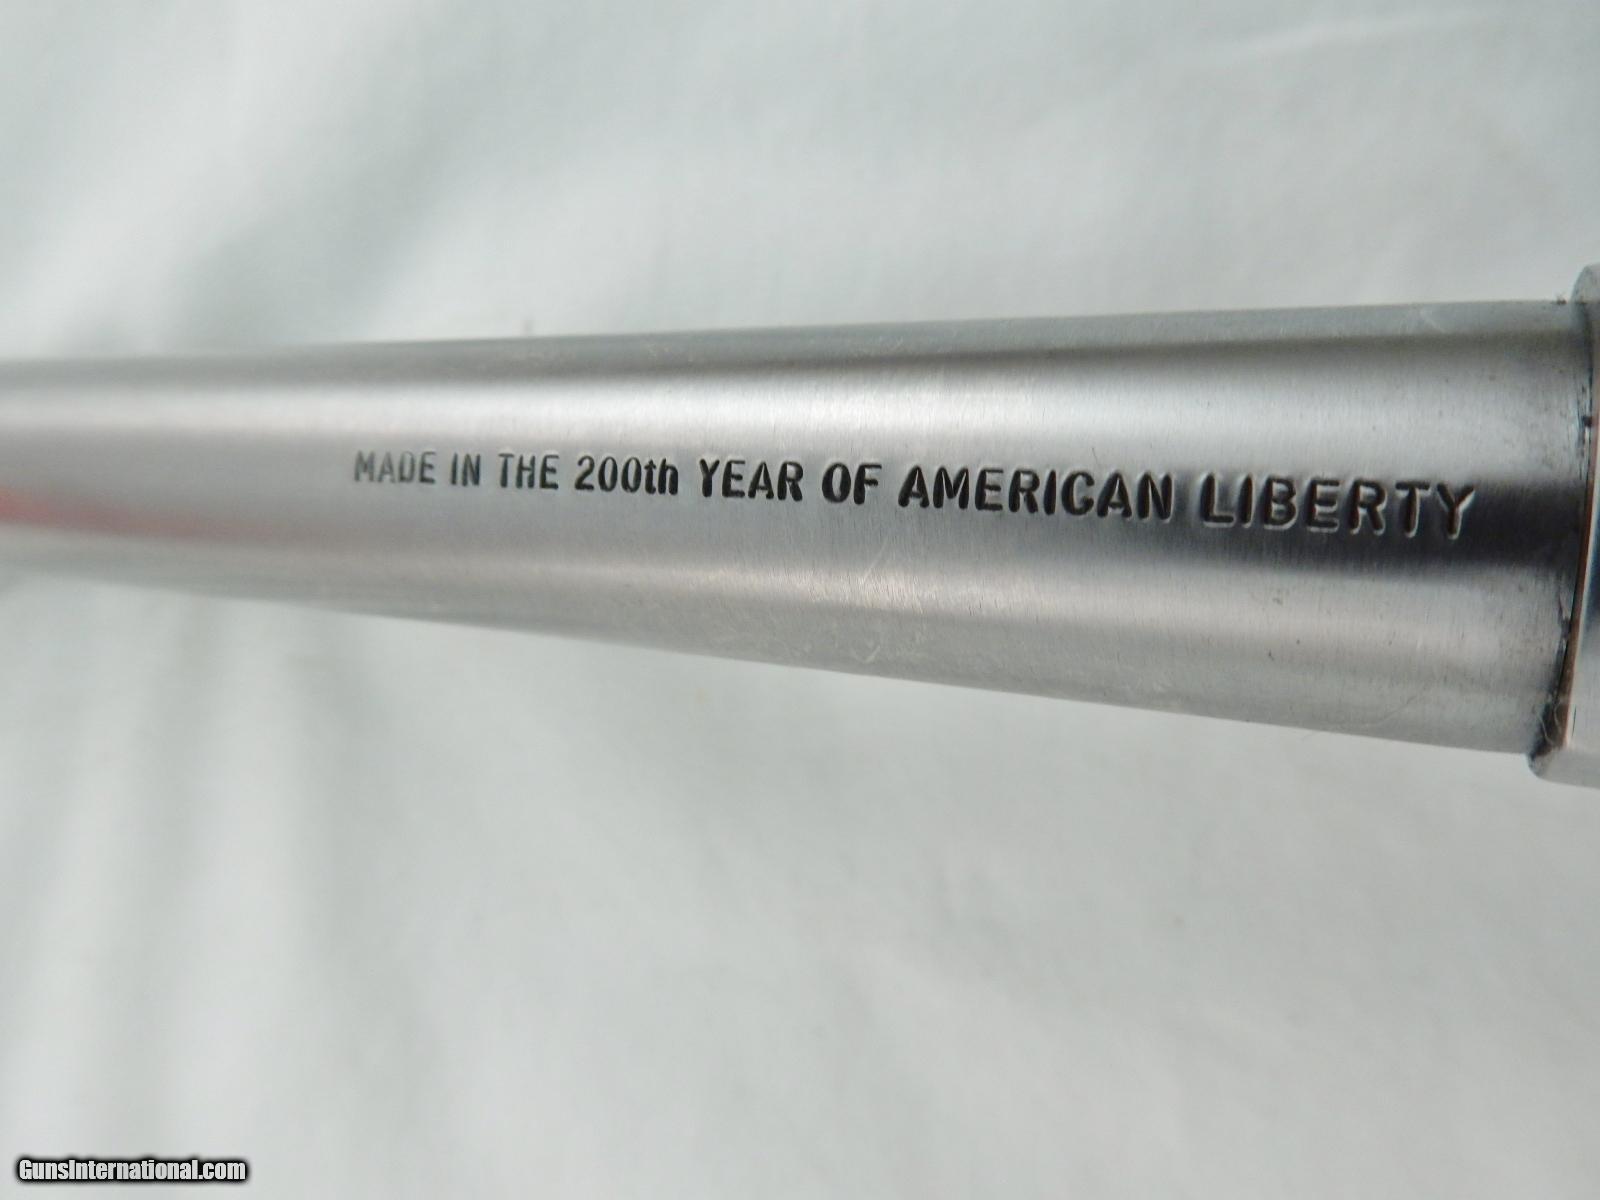 MADE IN THE 200th YEAR OF AMERICAN LIBERTY
GunsInternational.com